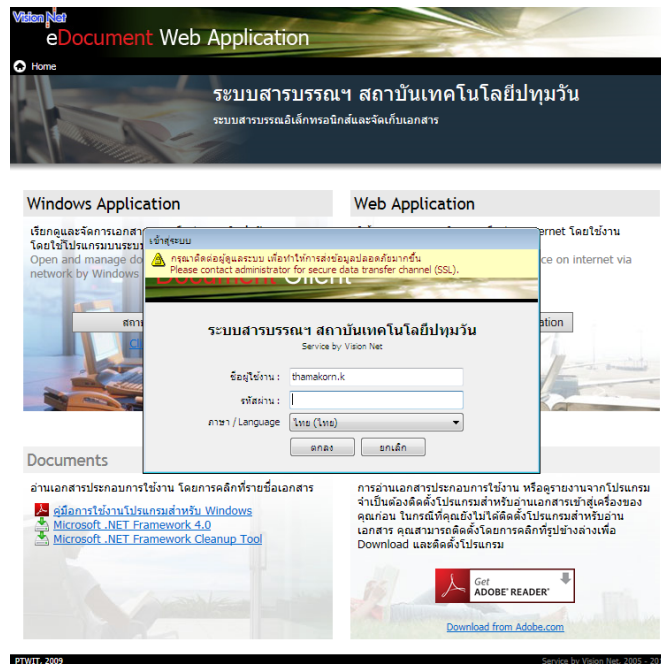 Vision Net
eDocument Web Application
Home
ระบบสารบรรณฯ สถาบันเทคโนโลยีปทุมวัน
ระบบสารบรรณอิเล็กทรอนิกส์และจัดเก็บเอกสาร
Windows Application
Web Application
เรียกดูและจัดการเอกสา
ernet โดยใช้งาน
โดยใช้โปรแกรมบนระบบ
Open and manage do
ce on internet via
network by Windows
เข้าสู่ระบบ
กรุณาติดต่อผู้ดูแลระบบ เพื่อทำให้การส่งข้อมูลปลอดภัยมากขึ้น
Please contact administrator for secure data transfer channel (SSL).
Document Client
ระบบสารบรรณฯ สถาบันเทคโนโลยีปทุมวัน
Service by Vision Net
สถา
ation
ชื่อผู้ใช้งาน : thamakorn.k
รหัสผ่าน :
ภาษา / Language ไทย (ไทย)
ตกลง ยกเลิก
Documents
อ่านเอกสารประกอบการใช้งาน โดยการคลิกที่รายชื่อเอกสาร
คู่มือการใช้งานโปรแกรมสำหรับ Windows
Microsoft .NET Framework 4.0
Microsoft .NET Framework Cleanup Tool
การอ่านเอกสารประกอบการใช้งาน หรือดูรายงานจากโปรแกรม
จำเป็นต้องติดตั้งโปรแกรมสำหรับอ่านเอกสารเข้าสู่เครื่องของ
คุณก่อน ในกรณีที่คุณยังไม่ได้ติดตั้งโปรแกรมสำหรับอ่าน
เอกสาร คุณสามารถติดตั้งโดยการคลิกที่รูปข้างล่างเพื่อ
Download และติดตั้งโปรแกรม
Get
ADOBE® READER®
Download from Adobe.com
PTWIT, 2009
Service by Vision Net, 2005 - 20